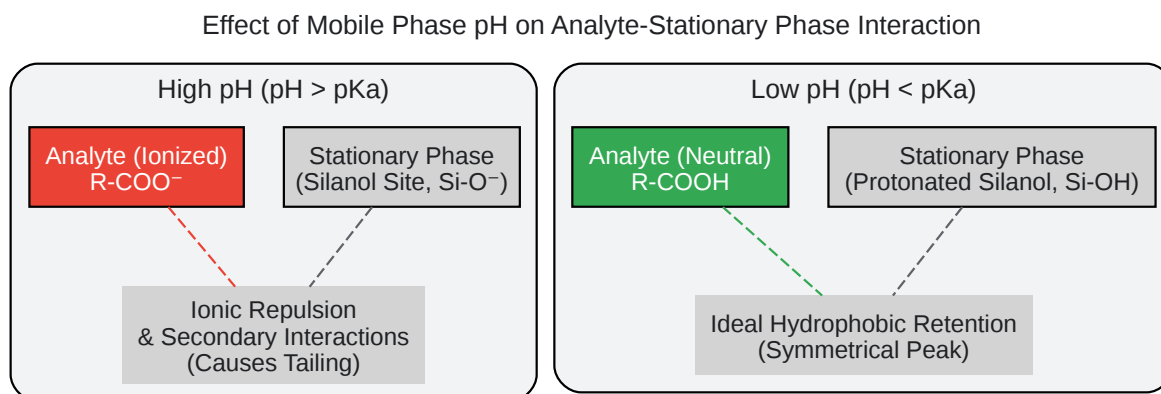 Effect of Mobile Phase pH on Analyte-Stationary Phase Interaction
High pH (pH > pKa)
Analyte (Ionized)
R-COO⁻
Stationary Phase
(Silanol Site, Si-O⁻)
Ionic Repulsion
& Secondary Interactions
(Causes Tailing)
Low pH (pH < pKa)
Analyte (Neutral)
R-COOH
Stationary Phase
(Protonated Silanol, Si-OH)
Ideal Hydrophobic Retention
(Symmetrical Peak)